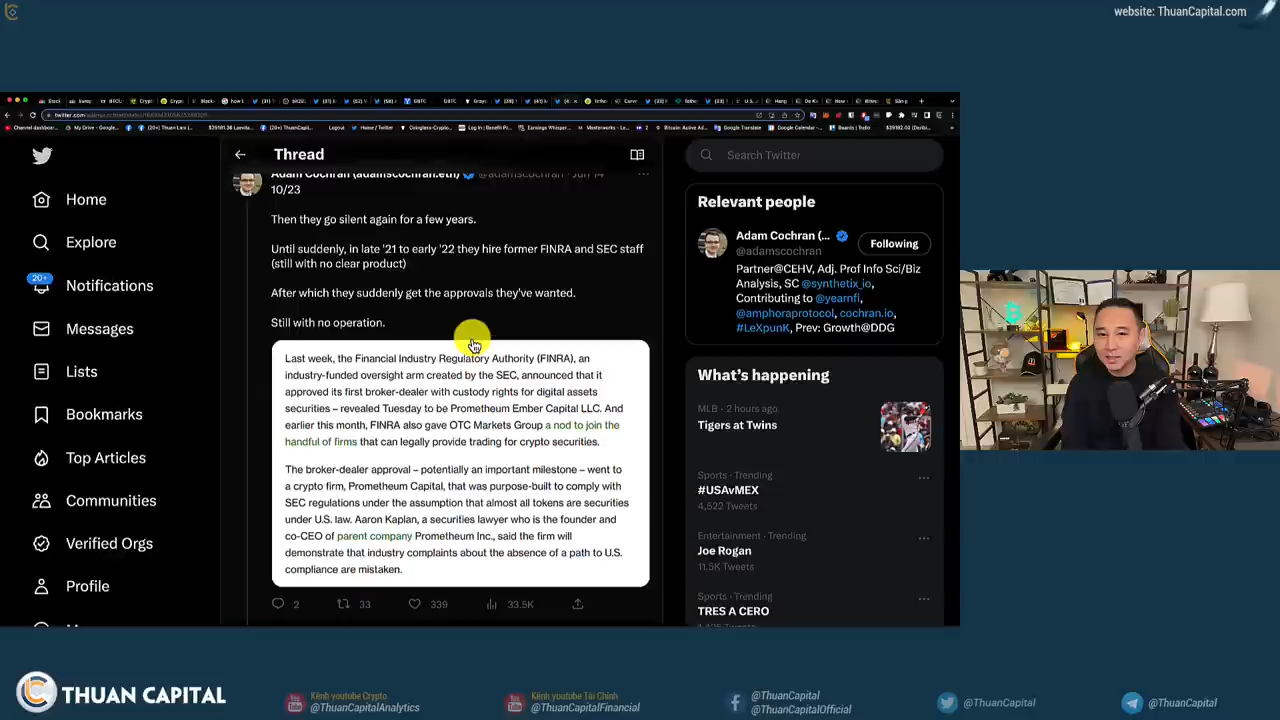 website: ThuanCapital.com
Thread
Search Twitter
Adam Cochran (adamscochran.eth) @adamscochran · Jun 14
10/23
Then they go silent again for a few years.
Until suddenly, in late '21 to early '22 they hire former FINRA and SEC staff
(still with no clear product)
After which they suddenly get the approvals they've wanted.
Still with no operation.
Last week, the Financial Industry Regulatory Authority (FINRA), an
industry-funded oversight arm created by the SEC, announced that it
approved its first broker-dealer with custody rights for digital assets
securities – revealed Tuesday to be Prometheum Ember Capital LLC. And
earlier this month, FINRA also gave OTC Markets Group a nod to join the
handful of firms that can legally provide trading for crypto securities.
The broker-dealer approval – potentially an important milestone – went to
a crypto firm, Prometheum Capital, that was purpose-built to comply with
SEC regulations under the assumption that almost all tokens are securities
under U.S. law. Aaron Kaplan, a securities lawyer who is the founder and
co-CEO of parent company Prometheum Inc., said the firm will
demonstrate that industry complaints about the absence of a path to U.S.
compliance are mistaken.
2 33 339 33.5K
Home
Explore
20+
Notifications
Messages
Lists
Bookmarks
Top Articles
Communities
Verified Orgs
Profile
Relevant people
Adam Cochran (...
@adamscochran
Following
Partner@CEHV, Adj. Prof Info Sci/Biz
Analysis, SC @synthetix_io,
Contributing to @yearnfi,
@amphoraprotocol, cochran.io,
#LeXpunK, Prev: Growth@DDG
What's happening
MLB · 2 hours ago
Tigers at Twins
Sports · Trending
#USAvMEX
4,522 Tweets
Entertainment · Trending
Joe Rogan
11.5K Tweets
Sports · Trending
TRES A CERO
THUAN CAPITAL
Kênh youtube Crypto
@ThuanCapitalAnalytics
Kênh youtube Tài Chính
@ThuanCapitalFinancial
@ThuanCapital
@ThuanCapitalOfficial
@ThuanCapital
@ThuanCapital